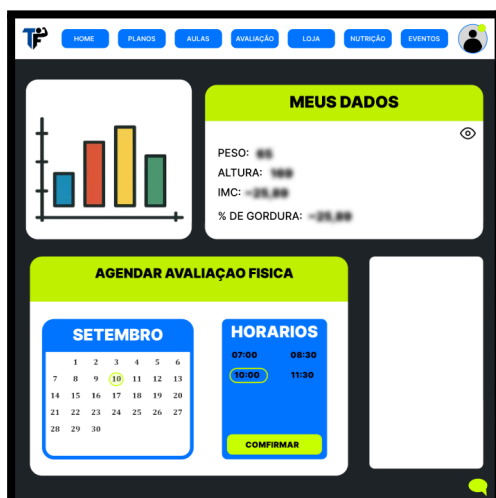 TF
HOME PLANOS AULAS AVALIAÇÃO LOJA NUTRIÇÃO EVENTOS
MEUS DADOS
PESO:
ALTURA:
IMC:
% DE GORDURA:
AGENDAR AVALIAÇAO FISICA
SETEMBRO
1 2 3 4 5 6
7 8 9 10 11 12 13
14 15 16 17 18 19 20
21 22 23 24 25 26 27
28 29 30
HORARIOS
07:00 08:30
10:00 11:30
COMFIRMAR